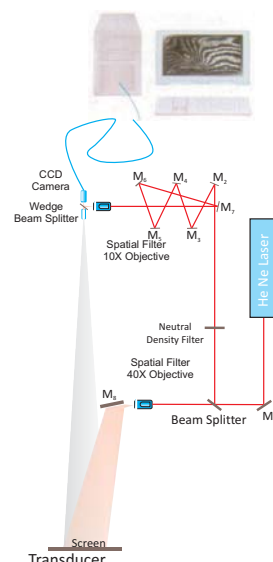 CCD
Camera
Wedge
Beam Splitter
M₆
M₄
M₂
M₇
M₅
M₃
Spatial Filter
10X Objective
He Ne Laser
Neutral
Density Filter
Spatial Filter
40X Objective
M₈
Beam Splitter
M
Screen
Transducer